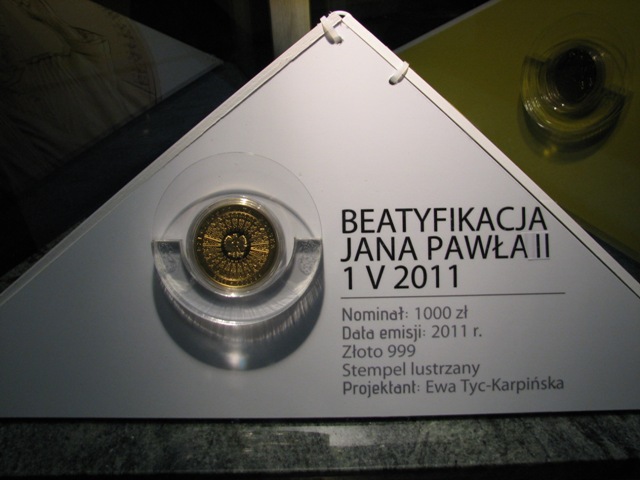 BEATYFIKACJA
JANA PAWŁA II
1 V 2011
Nominał: 1000 zł
Data emisji: 2011 r.
Złoto 999
Stempel lustrzany
Projektant: Ewa Tyc-Karpińska